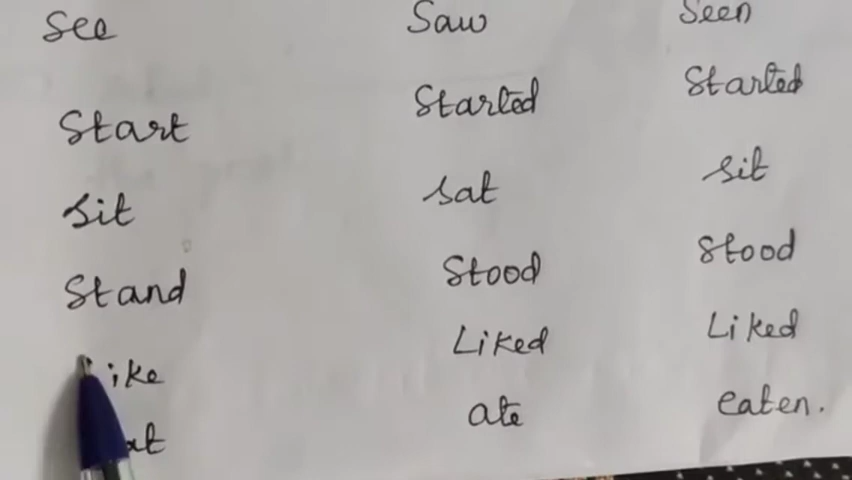 See Saw Seen
Start Started Started
Sit Sat Sit
Stand Stood Stood
Liked Liked
ate eaten.